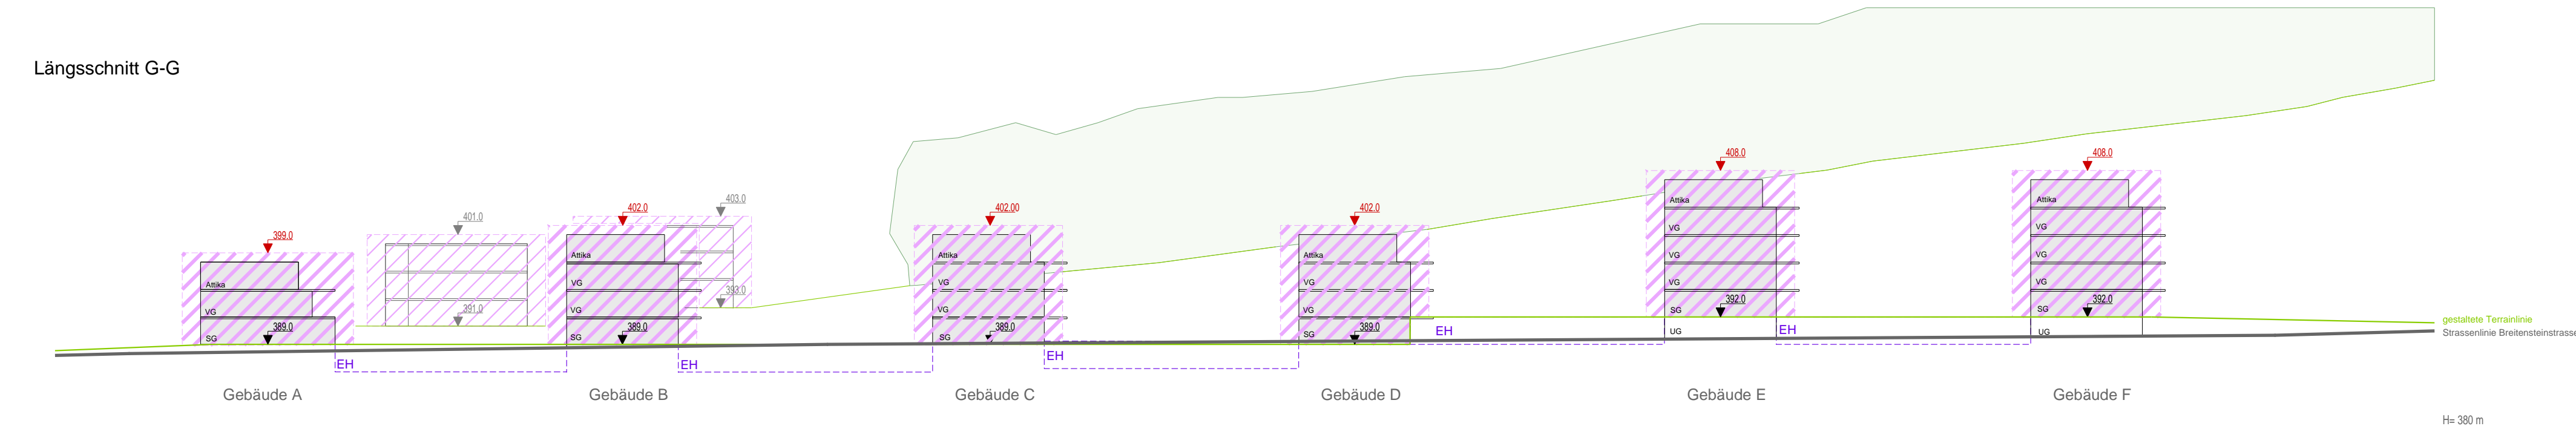 Längsschnitt G-G
408.0
408.0
403.0
402.0
402.00
402.0
401.0
399.0
Attika
Attika
VG
VG
Attika
Attika
Attika
VG
VG
Attika
VG
VG
VG
VG
VG
393.0
392.0
392.0
VG
VG
VG
VG
391.0
SG
SG
389.0
389.0
389.0
389.0
SG
SG
SG
SG
EH
UG
EH
UG
gestaltete Terrainlinie
Strassenlinie Breitensteinstrasse
EH
EH
EH
Gebäude A
Gebäude B
Gebäude C
Gebäude D
Gebäude E
Gebäude F
H= 380 m